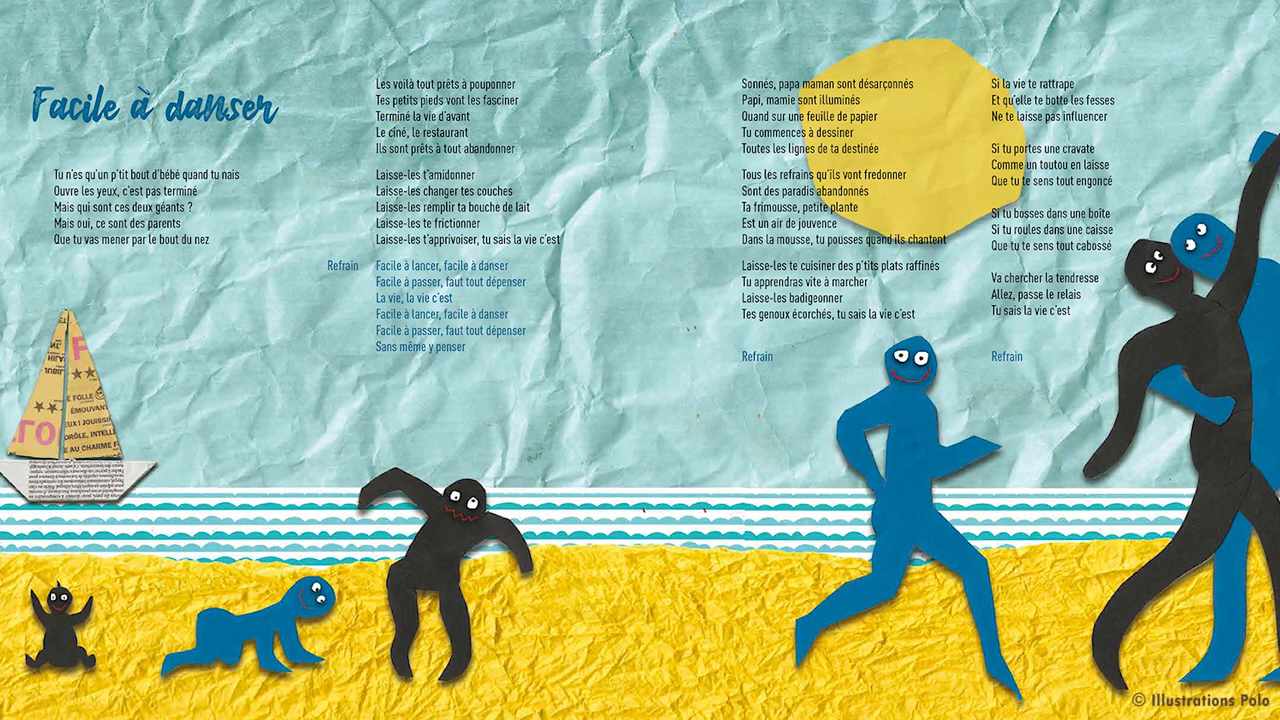 Facile à danser
Tu n'es qu'un p'tit bout d'bébé quand tu nais
Ouvre les yeux, c'est pas terminé
Mais qui sont ces deux géants ?
Mais oui, ce sont des parents
Que tu vas mener par le bout du nez
Les voilà tout prêts à pouponner
Tes petits pieds vont les fasciner
Terminé la vie d'avant
Le ciné, le restaurant
Ils sont prêts à tout abandonner
Laisse-les t'amidonner
Laisse-les changer tes couches
Laisse-les remplir ta bouche de lait
Laisse-les te frictionner
Laisse-les t'apprivoiser, tu sais la vie c'est
Refrain
Facile à lancer, facile à danser
Facile à passer, faut tout dépenser
La vie, la vie c'est
Facile à lancer, facile à danser
Facile à passer, faut tout dépenser
Sans même y penser
Sonnés, papa maman sont désarçonnés
Papi, mamie sont illuminés
Quand sur une feuille de papier
Tu commences à dessiner
Toutes les lignes de ta destinée
Tous les refrains qu'ils vont fredonner
Sont des paradis abandonnés
Ta frimousse, petite plante
Est un air de jouvence
Dans la mousse, tu pousses quand ils chantent
Laisse-les te cuisiner des p'tits plats raffinés
Tu apprendras vite à marcher
Laisse-les badigeonner
Tes genoux écorchés, tu sais la vie c'est
Refrain
Si la vie te rattrape
Et qu'elle te botte les fesses
Ne te laisse pas influencer
Si tu portes une cravate
Comme un toutou en laisse
Que tu te sens tout engoncé
Si tu bosses dans une boîte
Si tu roules dans une caisse
Que tu te sens tout cabossé
Va chercher la tendresse
Allez, passe le relais
Tu sais la vie c'est
Refrain
E FOLLE
ÉMOUVANT
EUX ! JOUISSIF
DRÔLE, INTELL
E AU CHARME F
© Illustrations Polo